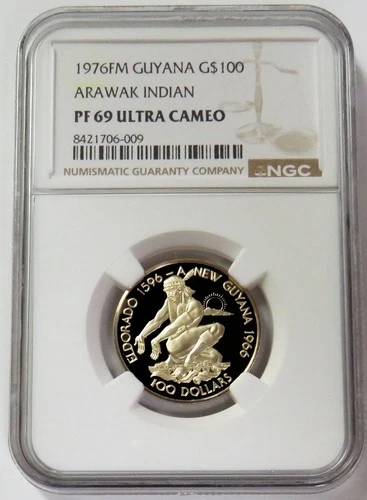 1976FM GUYANA G$100
ARAWAK INDIAN
PF 69 ULTRA CAMEO
8421706-009
NUMISMATIC GUARANTY COMPANY NGC
ELDORADO 1596 – A NEW GUYANA 1966
100 DOLLARS